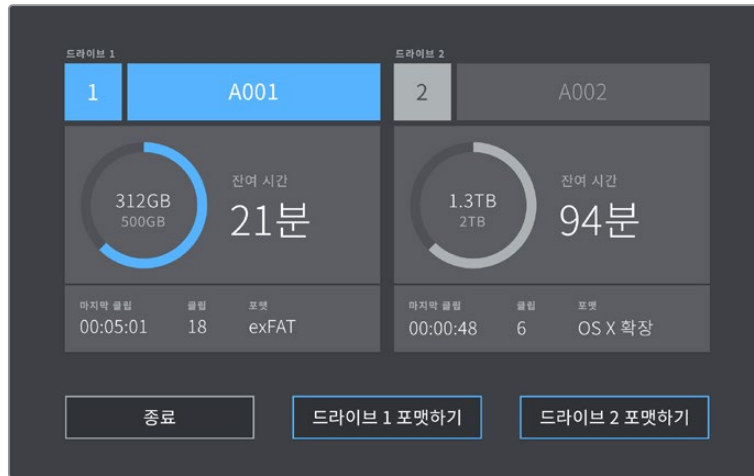 드라이브 1
1
A001
312GB
500GB
잔여 시간
21분
마지막 클립 클립 포맷
00:05:01 18 exFAT
드라이브 2
2
A002
1.3TB
2TB
잔여 시간
94분
마지막 클립 클립 포맷
00:00:48 6 OS X 확장
종료
드라이브 1 포맷하기
드라이브 2 포맷하기